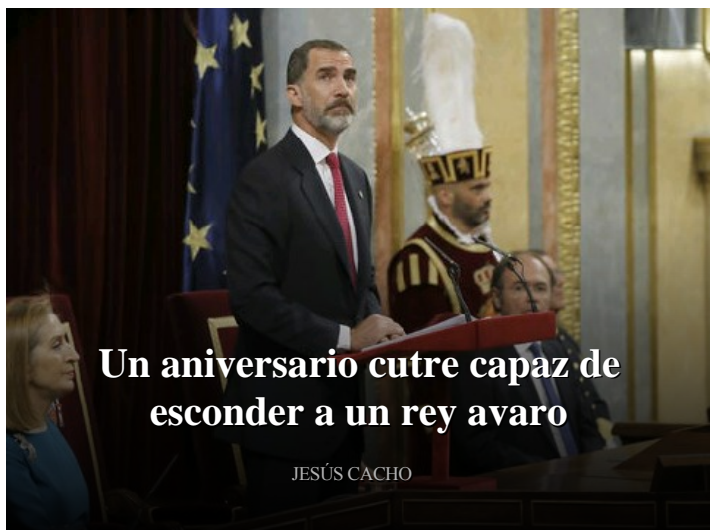 Un aniversario cutre capaz de
esconder a un rey avaro
JESÚS CACHO